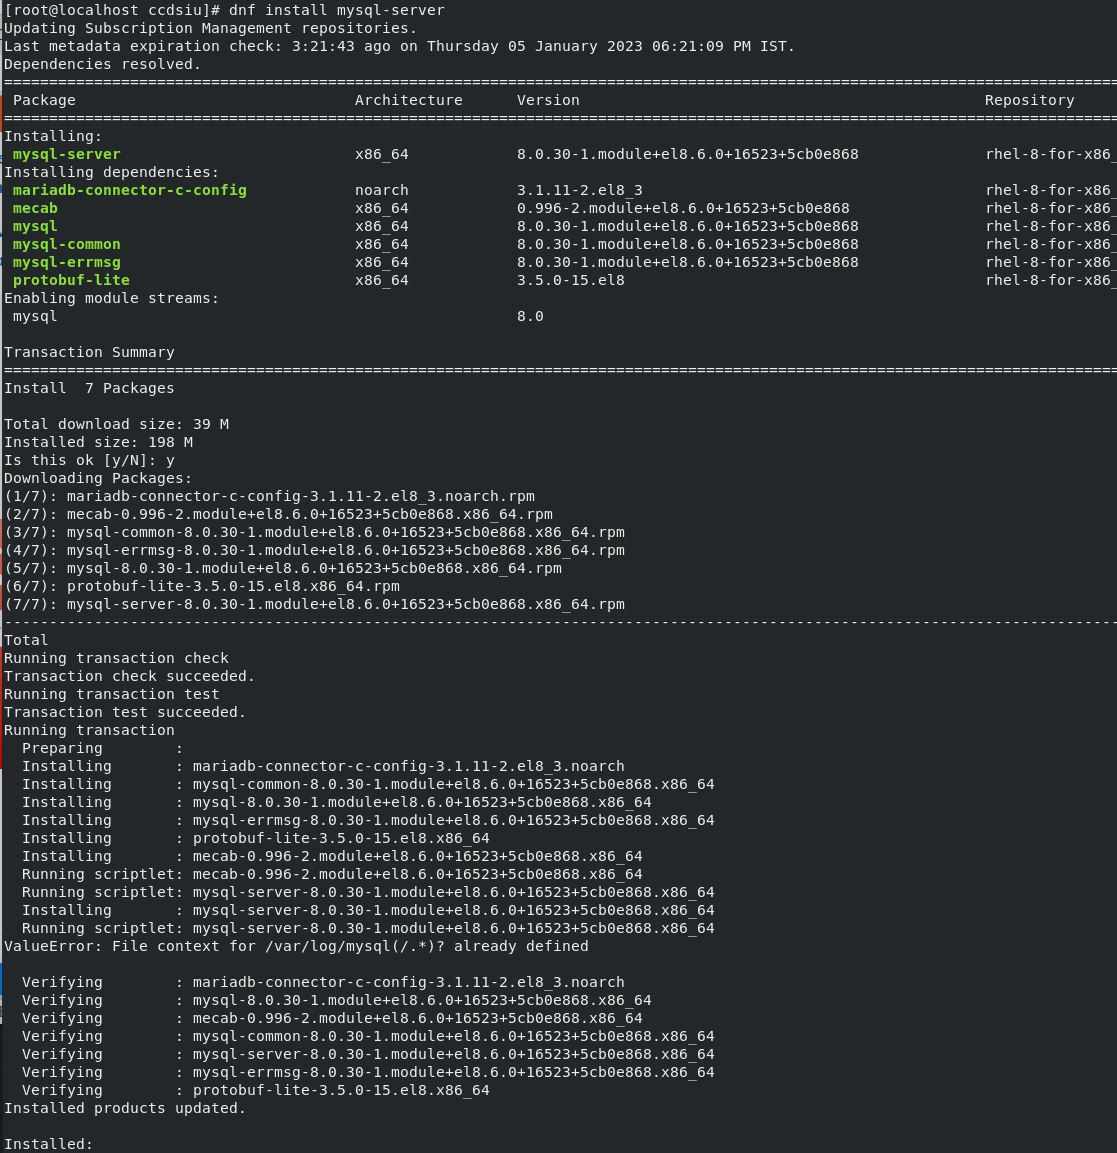 [root@localhost ccdsiu]# dnf install mysql-server
Updating Subscription Management repositories.
Last metadata expiration check: 3:21:43 ago on Thursday 05 January 2023 06:21:09 PM IST.
Dependencies resolved.
================================================================================
Package Architecture Version Repository
================================================================================
Installing:
mysql-server x86_64 8.0.30-1.module+el8.6.0+16523+5cb0e868 rhel-8-for-x86_
Installing dependencies:
mariadb-connector-c-config noarch 3.1.11-2.el8_3 rhel-8-for-x86_
mecab x86_64 0.996-2.module+el8.6.0+16523+5cb0e868 rhel-8-for-x86_
mysql x86_64 8.0.30-1.module+el8.6.0+16523+5cb0e868 rhel-8-for-x86_
mysql-common x86_64 8.0.30-1.module+el8.6.0+16523+5cb0e868 rhel-8-for-x86_
mysql-errmsg x86_64 8.0.30-1.module+el8.6.0+16523+5cb0e868 rhel-8-for-x86_
protobuf-lite x86_64 3.5.0-15.el8 rhel-8-for-x86_
Enabling module streams:
mysql 8.0
Transaction Summary
================================================================================
Install 7 Packages
Total download size: 39 M
Installed size: 198 M
Is this ok [y/N]: y
Downloading Packages:
(1/7): mariadb-connector-c-config-3.1.11-2.el8_3.noarch.rpm
(2/7): mecab-0.996-2.module+el8.6.0+16523+5cb0e868.x86_64.rpm
(3/7): mysql-common-8.0.30-1.module+el8.6.0+16523+5cb0e868.x86_64.rpm
(4/7): mysql-errmsg-8.0.30-1.module+el8.6.0+16523+5cb0e868.x86_64.rpm
(5/7): mysql-8.0.30-1.module+el8.6.0+16523+5cb0e868.x86_64.rpm
(6/7): protobuf-lite-3.5.0-15.el8.x86_64.rpm
(7/7): mysql-server-8.0.30-1.module+el8.6.0+16523+5cb0e868.x86_64.rpm
--------------------------------------------------------------------------------
Total
Running transaction check
Transaction check succeeded.
Running transaction test
Transaction test succeeded.
Running transaction
Preparing :
Installing : mariadb-connector-c-config-3.1.11-2.el8_3.noarch
Installing : mysql-common-8.0.30-1.module+el8.6.0+16523+5cb0e868.x86_64
Installing : mysql-8.0.30-1.module+el8.6.0+16523+5cb0e868.x86_64
Installing : mysql-errmsg-8.0.30-1.module+el8.6.0+16523+5cb0e868.x86_64
Installing : protobuf-lite-3.5.0-15.el8.x86_64
Installing : mecab-0.996-2.module+el8.6.0+16523+5cb0e868.x86_64
Running scriptlet: mecab-0.996-2.module+el8.6.0+16523+5cb0e868.x86_64
Running scriptlet: mysql-server-8.0.30-1.module+el8.6.0+16523+5cb0e868.x86_64
Installing : mysql-server-8.0.30-1.module+el8.6.0+16523+5cb0e868.x86_64
Running scriptlet: mysql-server-8.0.30-1.module+el8.6.0+16523+5cb0e868.x86_64
ValueError: File context for /var/log/mysql(/.*)? already defined
Verifying : mariadb-connector-c-config-3.1.11-2.el8_3.noarch
Verifying : mysql-8.0.30-1.module+el8.6.0+16523+5cb0e868.x86_64
Verifying : mecab-0.996-2.module+el8.6.0+16523+5cb0e868.x86_64
Verifying : mysql-common-8.0.30-1.module+el8.6.0+16523+5cb0e868.x86_64
Verifying : mysql-server-8.0.30-1.module+el8.6.0+16523+5cb0e868.x86_64
Verifying : mysql-errmsg-8.0.30-1.module+el8.6.0+16523+5cb0e868.x86_64
Verifying : protobuf-lite-3.5.0-15.el8.x86_64
Installed products updated.
Installed: